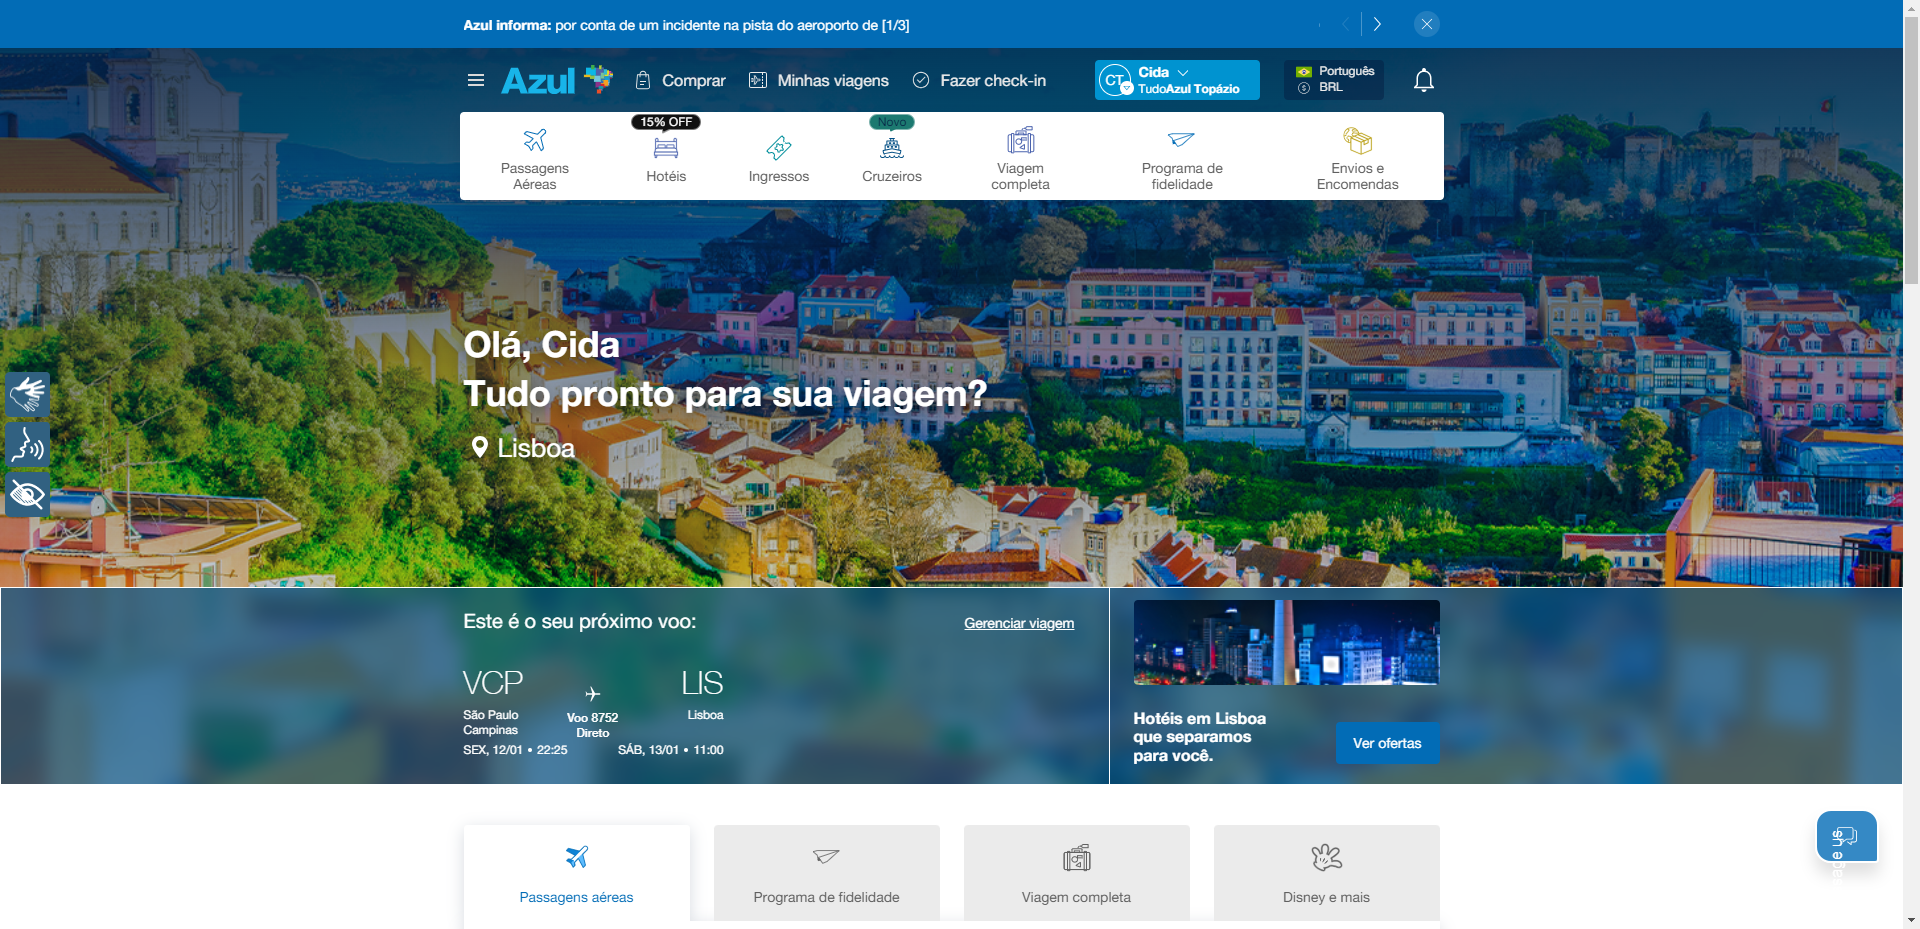 Azul informa: por conta de um incidente na pista do aeroporto de [1/3]
Azul
Comprar
Minhas viagens
Fazer check-in
CT
Cida
TudoAzul Topázio
Português
BRL
15% OFF
Novo
Passagens
Aéreas
Hotéis
Ingressos
Cruzeiros
Viagem
completa
Programa de
fidelidade
Envios e
Encomendas
Olá, Cida
Tudo pronto para sua viagem?
Lisboa
Este é o seu próximo voo:
Gerenciar viagem
VCP
LIS
São Paulo
Campinas
Voo 8752
Direto
Lisboa
SEX, 12/01 • 22:25
SÁB, 13/01 • 11:00
Hotéis em Lisboa
que separamos
para você.
Ver ofertas
Passagens aéreas
Programa de fidelidade
Viagem completa
Disney e mais